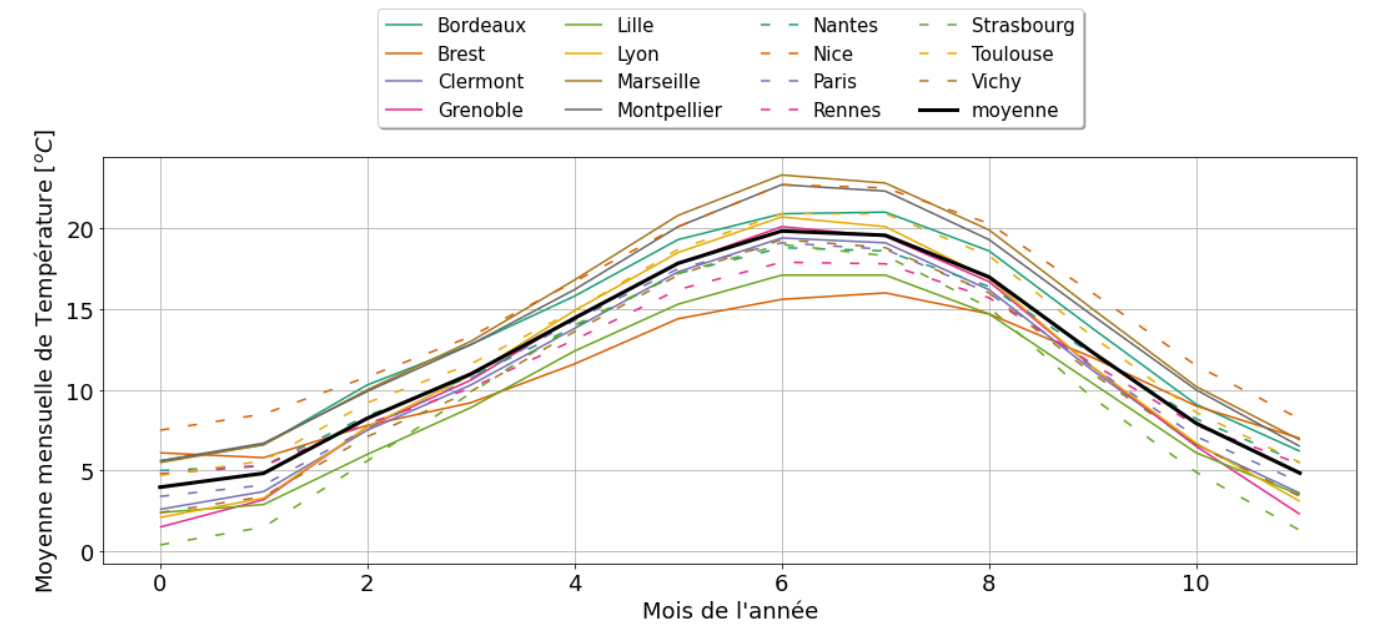 Bordeaux Lille Nantes Strasbourg
Brest Lyon Nice Toulouse
Clermont Marseille Paris Vichy
Grenoble Montpellier Rennes moyenne
Moyenne mensuelle de Température [°C]
20
15
10
5
0
0 2 4 6 8 10
Mois de l'année